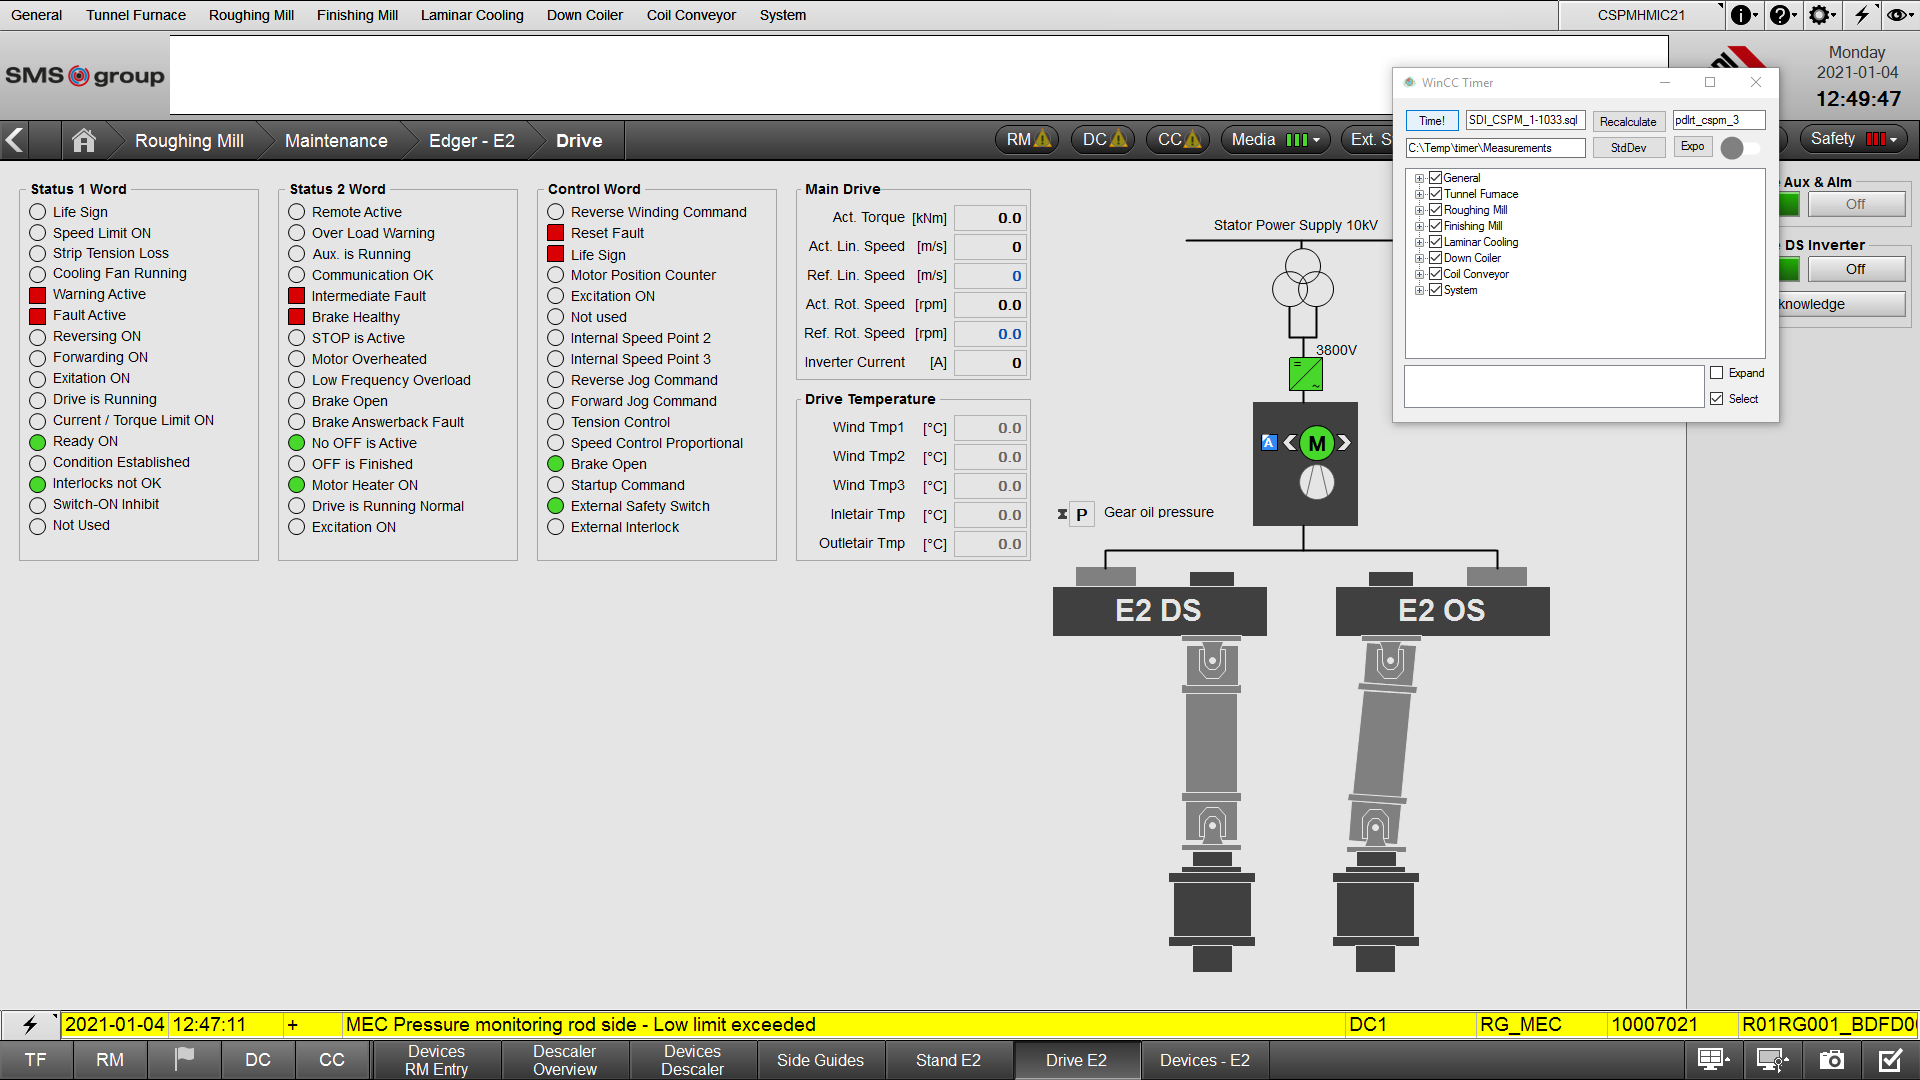 General Tunnel Furnace Roughing Mill Finishing Mill Laminar Cooling Down Coiler Coil Conveyor System CSPMHMIC21
SMS group
Monday
2021-01-04
12:49:47
Roughing Mill Maintenance Edger - E2 Drive RM DC CC Media Ext. S Safety
WinCC Timer
Time! SDI_CSPM_1-1033.sql Recalculate pdlrt_cspm_3
C:\Temp\timer\Measurements StdDev Expo
General
Tunnel Furnace
Roughing Mill
Finishing Mill
Laminar Cooling
Down Coiler
Coil Conveyor
System
Expand
Select
Aux & Alm
Off
DS Inverter
Off
knowledge
Status 1 Word
Life Sign
Speed Limit ON
Strip Tension Loss
Cooling Fan Running
Warning Active
Fault Active
Reversing ON
Forwarding ON
Exitation ON
Drive is Running
Current / Torque Limit ON
Ready ON
Condition Established
Interlocks not OK
Switch-ON Inhibit
Not Used
Status 2 Word
Remote Active
Over Load Warning
Aux. is Running
Communication OK
Intermediate Fault
Brake Healthy
STOP is Active
Motor Overheated
Low Frequency Overload
Brake Open
Brake Answerback Fault
No OFF is Active
OFF is Finished
Motor Heater ON
Drive is Running Normal
Excitation ON
Control Word
Reverse Winding Command
Reset Fault
Life Sign
Motor Position Counter
Excitation ON
Not used
Internal Speed Point 2
Internal Speed Point 3
Reverse Jog Command
Forward Jog Command
Tension Control
Speed Control Proportional
Brake Open
Startup Command
External Safety Switch
External Interlock
Main Drive
Act. Torque [kNm] 0.0
Act. Lin. Speed [m/s] 0
Ref. Lin. Speed [m/s] 0
Act. Rot. Speed [rpm] 0.0
Ref. Rot. Speed [rpm] 0.0
Inverter Current [A] 0
Drive Temperature
Wind Tmp1 [°C] 0.0
Wind Tmp2 [°C] 0.0
Wind Tmp3 [°C] 0.0
Inletair Tmp [°C] 0.0
Outletair Tmp [°C] 0.0
Stator Power Supply 10kV
3800V
A M
P Gear oil pressure
E2 DS E2 OS
2021-01-04 12:47:11 + MEC Pressure monitoring rod side - Low limit exceeded DC1 RG_MEC 10007021 R01RG001_BDFD0
TF RM DC CC Devices RM Entry Descaler Overview Devices Descaler Side Guides Stand E2 Drive E2 Devices - E2